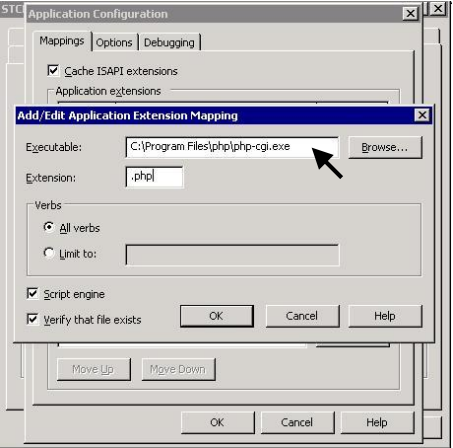 STC
Application Configuration
Mappings
Options
Debugging
Cache ISAPI extensions
Application extensions
Add/Edit Application Extension Mapping
Executable:
C:\Program Files\php\php-cgi.exe
Browse...
Extension:
.php
Verbs
All verbs
Limit to:
Script engine
Verify that file exists
OK
Cancel
Help
Move Up
Move Down
OK
Cancel
Help